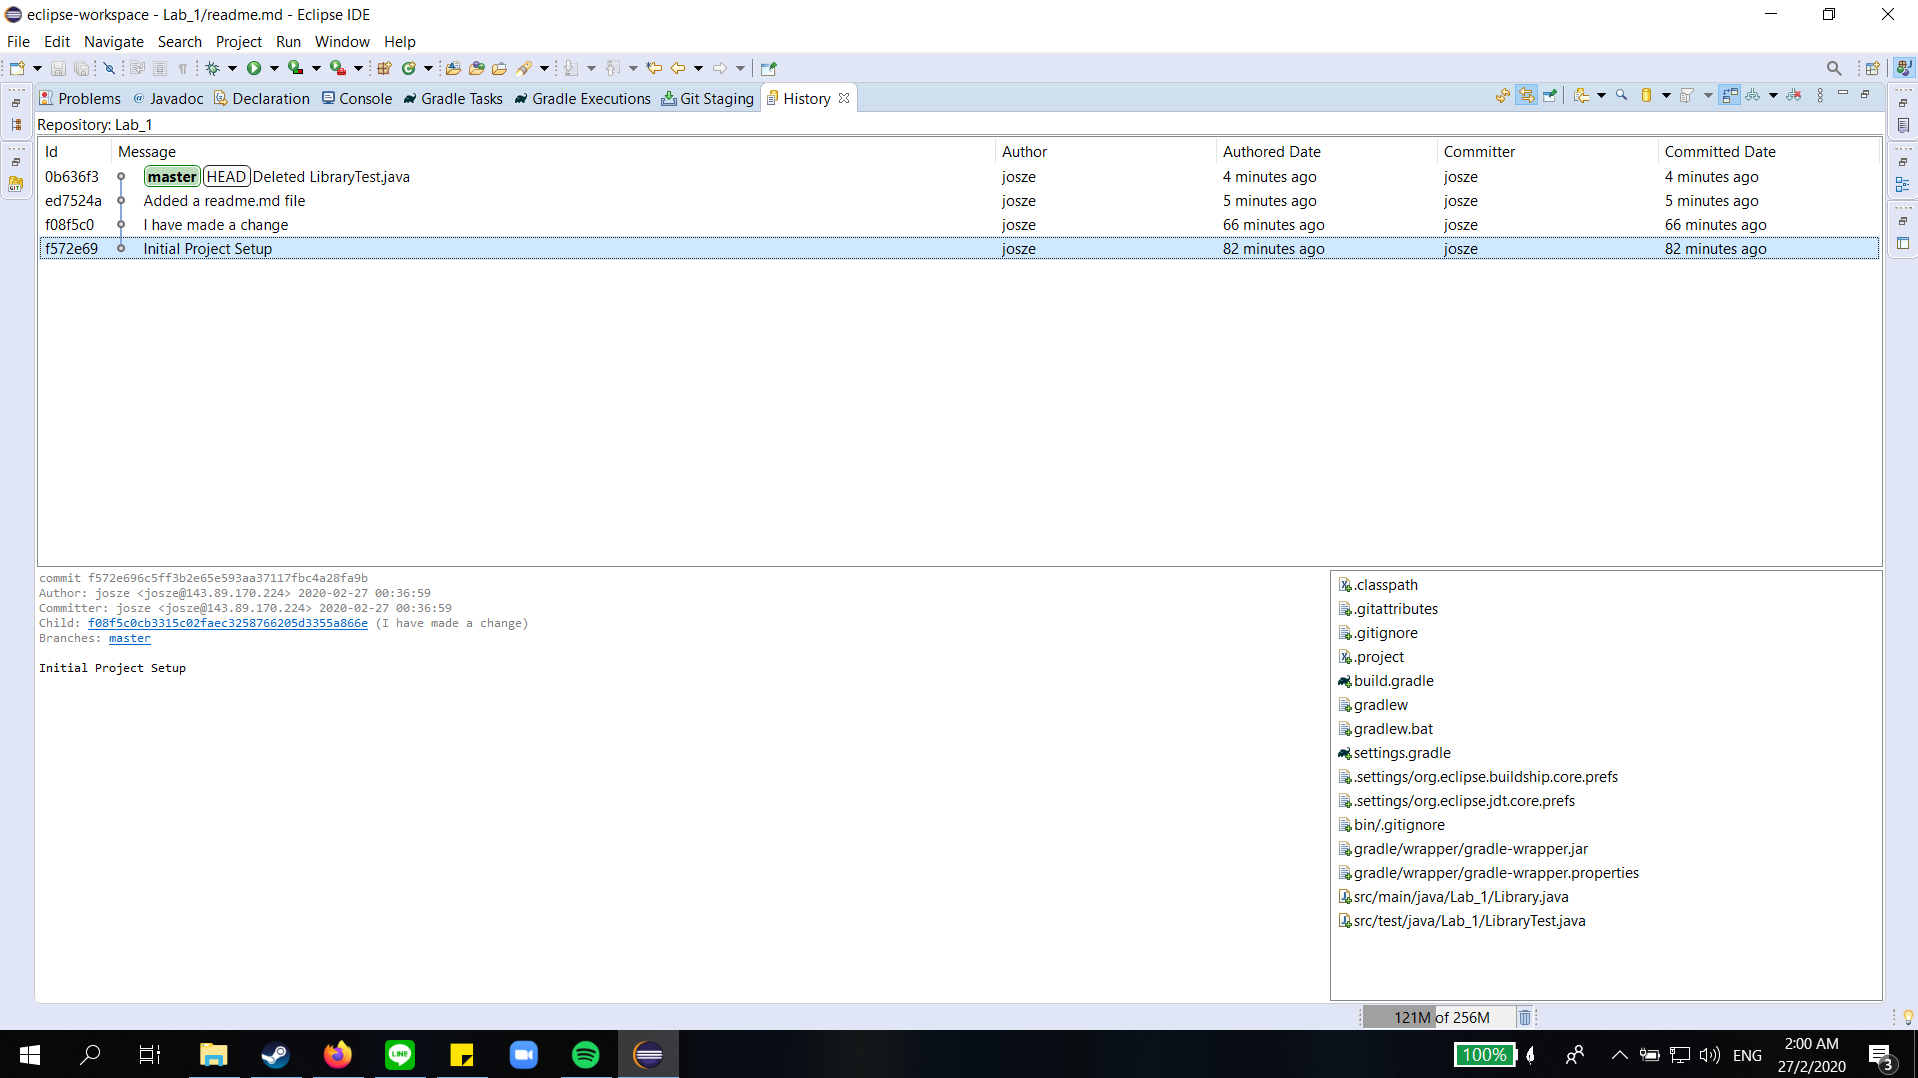 eclipse-workspace - Lab_1/readme.md - Eclipse IDE
File Edit Navigate Search Project Run Window Help
Problems @ Javadoc Declaration Console Gradle Tasks Gradle Executions Git Staging History
Repository: Lab_1
Id Message Author Authored Date Committer Committed Date
0b636f3 master HEAD Deleted LibraryTest.java josze 4 minutes ago josze 4 minutes ago
ed7524a Added a readme.md file josze 5 minutes ago josze 5 minutes ago
f08f5c0 I have made a change josze 66 minutes ago josze 66 minutes ago
f572e69 Initial Project Setup josze 82 minutes ago josze 82 minutes ago
commit f572e696c5ff3b2e65e593aa37117fbc4a28fa9b
Author: josze <josze@143.89.170.224> 2020-02-27 00:36:59
Committer: josze <josze@143.89.170.224> 2020-02-27 00:36:59
Child: f08f5c0cb3315c02faec3258766205d3355a866e (I have made a change)
Branches: master
Initial Project Setup
.classpath
.gitattributes
.gitignore
.project
build.gradle
gradlew
gradlew.bat
settings.gradle
.settings/org.eclipse.buildship.core.prefs
.settings/org.eclipse.jdt.core.prefs
bin/.gitignore
gradle/wrapper/gradle-wrapper.jar
gradle/wrapper/gradle-wrapper.properties
src/main/java/Lab_1/Library.java
src/test/java/Lab_1/LibraryTest.java
121M of 256M
LINE
100%
ENG
2:00 AM
27/2/2020
3